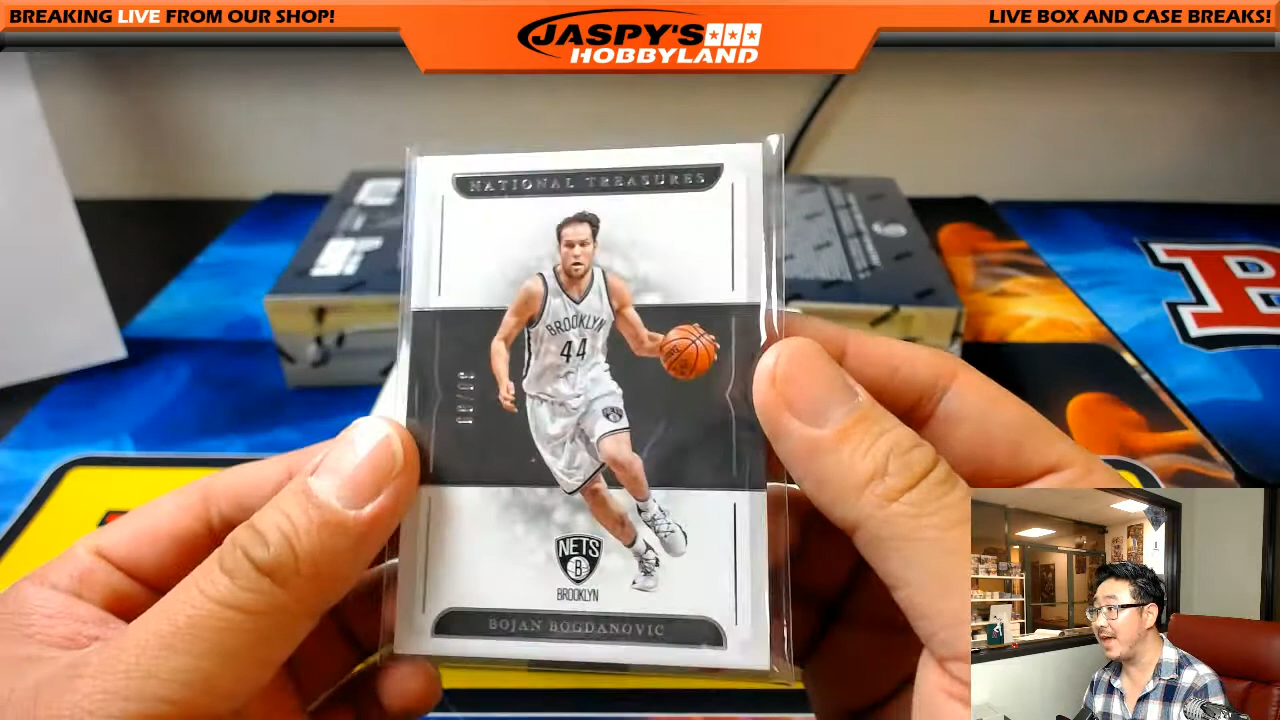 BREAKING LIVE FROM OUR SHOP!
JASPY'S
HOBBYLAND
LIVE BOX AND CASE BREAKS!
NATIONAL TREASURES
BROOKLYN
44
NETS
B
BROOKLYN
BOJAN BOGDANOVIC